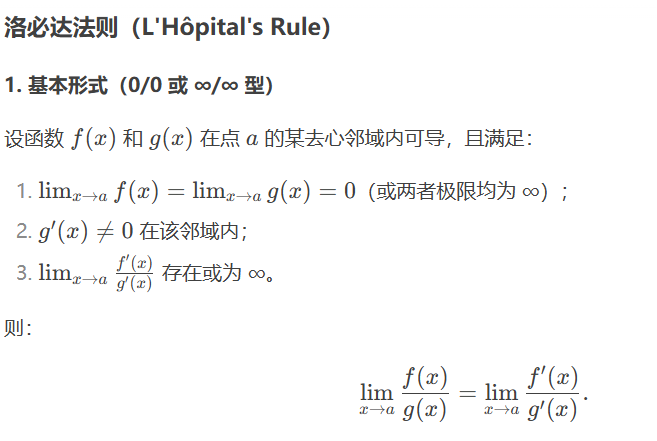 洛必达法则（L'Hôpital's Rule）
1. 基本形式（0/0 或 ∞/∞ 型）
设函数 f(x) 和 g(x) 在点 a 的某去心邻域内可导，且满足：
1. lim_{x→a} f(x) = lim_{x→a} g(x) = 0（或两者极限均为 ∞）；
2. g′(x) ≠ 0 在该邻域内；
3. lim_{x→a} \frac{f′(x)}{g′(x)} 存在或为 ∞。
则：
\lim_{x→a} \frac{f(x)}{g(x)} = \lim_{x→a} \frac{f′(x)}{g′(x)}.